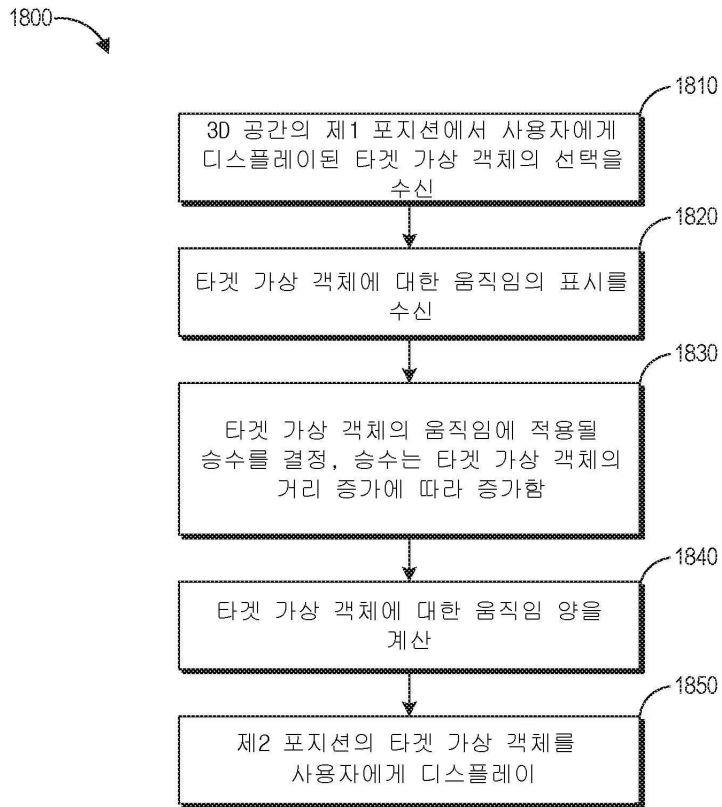 1800
1810
3D 공간의 제1 포지션에서 사용자에게
디스플레이된 타겟 가상 객체의 선택을
수신
1820
타겟 가상 객체에 대한 움직임의 표시를
수신
1830
타겟 가상 객체의 움직임에 적용될
승수를 결정, 승수는 타겟 가상 객체의
거리 증가에 따라 증가함
1840
타겟 가상 객체에 대한 움직임 양을
계산
1850
제2 포지션의 타겟 가상 객체를
사용자에게 디스플레이